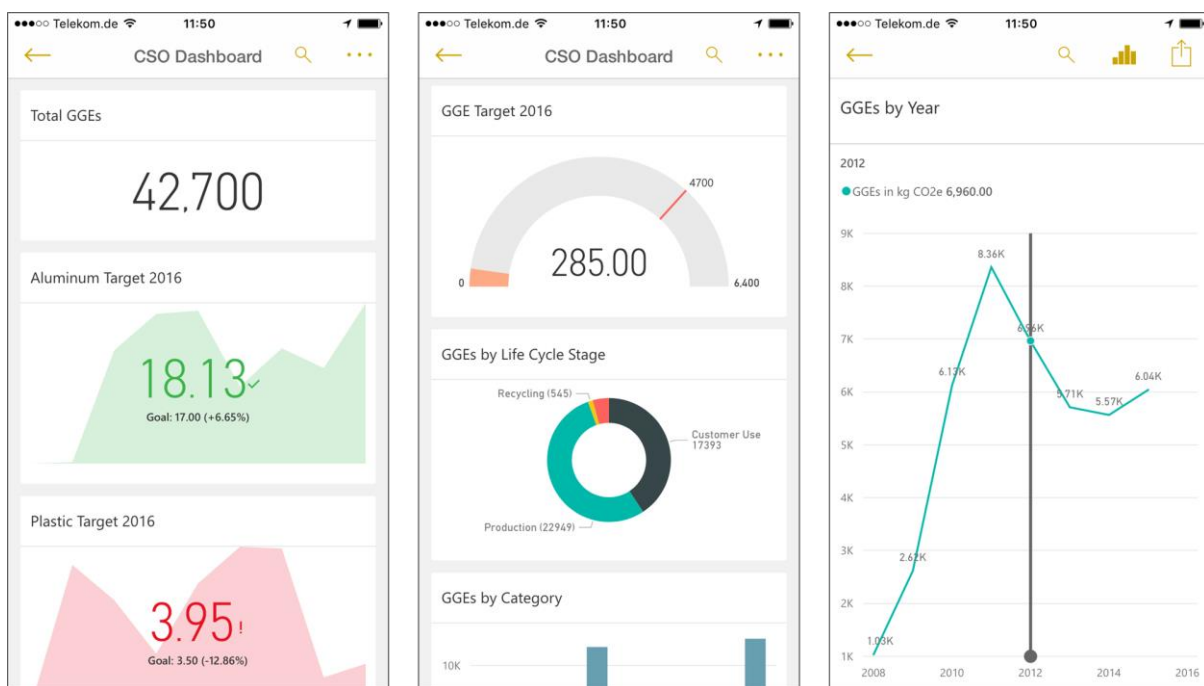 ●●●○○ Telekom.de 11:50
CSO Dashboard
Total GGEs
42,700
Aluminum Target 2016
18.13
Goal: 17.00 (+6.65%)
Plastic Target 2016
3.95!
Goal: 3.50 (-12.86%)
●●●○○ Telekom.de 11:50
CSO Dashboard
GGE Target 2016
4700
285.00
0
6,400
GGEs by Life Cycle Stage
Recycling (545)
Customer Use
17393
Production (22949)
GGEs by Category
10K
●●●○○ Telekom.de 11:50
GGEs by Year
2012
GGEs in kg CO2e 6,960.00
9K
8.36K
8K
7K
6.96K
6K
6.13K
5.71K
5.57K
6.04K
5K
4K
3K
2.62K
2K
1.03K
1K
2008 2010 2012 2014 2016